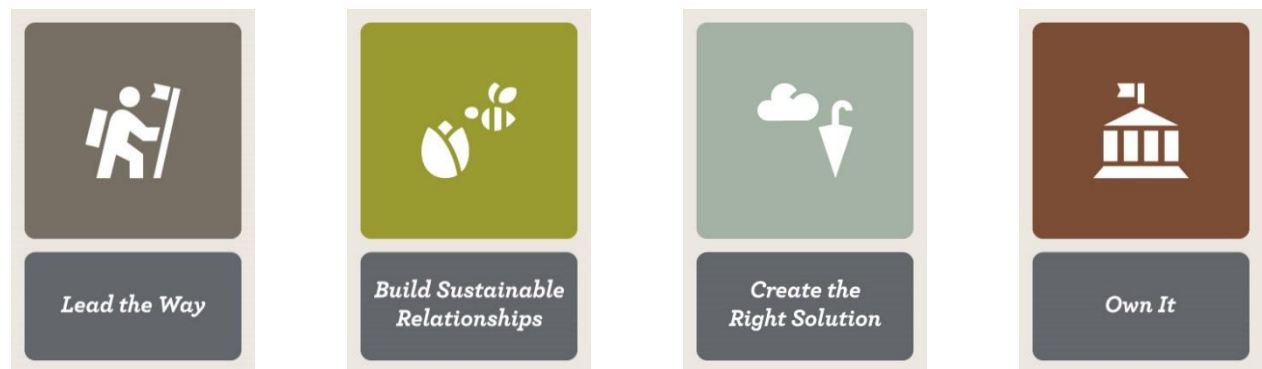 Lead the Way
Build Sustainable
Relationships
Create the
Right Solution
Own It